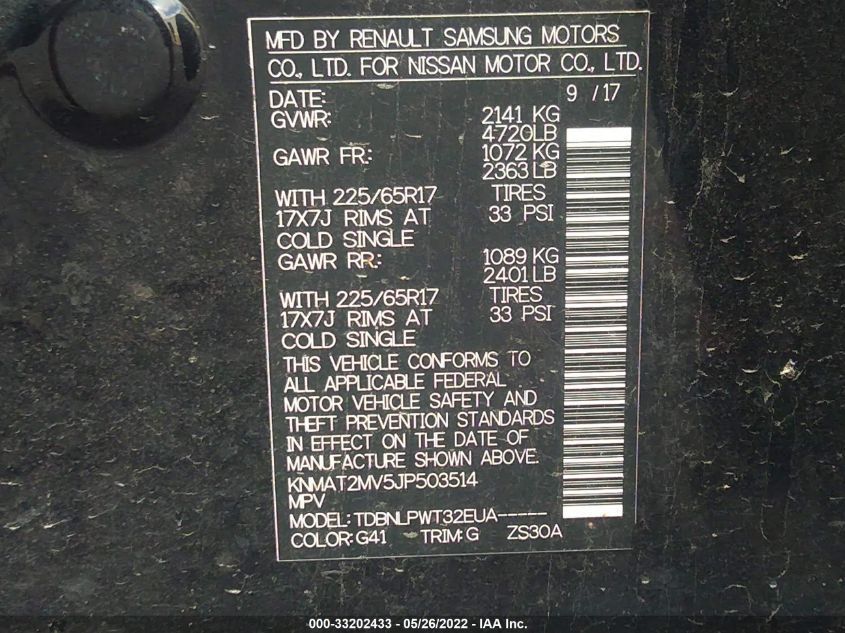 MFD BY RENAULT SAMSUNG MOTORS
CO., LTD. FOR NISSAN MOTOR CO., LTD.
DATE: 9 /17
GVWR: 2141 KG
4720LB
GAWR FR.: 1072 KG
2363 LB
WITH 225/65R17 TIRES
17X7J RIMS AT 33 PSI
COLD SINGLE
GAWR RR.: 1089 KG
2401 LB
WITH 225/65R17 TIRES
17X7J RIMS AT 33 PSI
COLD SINGLE
THIS VEHICLE CONFORMS TO
ALL APPLICABLE FEDERAL
MOTOR VEHICLE SAFETY AND
THEFT PREVENTION STANDARDS
IN EFFECT ON THE DATE OF
MANUFACTURE SHOWN ABOVE.
KNMAT2MV5JP503514
MPV
MODEL: TDBNLPWT32EUA-----
COLOR: G41 TRIM: G ZS30A
000-33202433 - 05/26/2022 - IAA Inc.